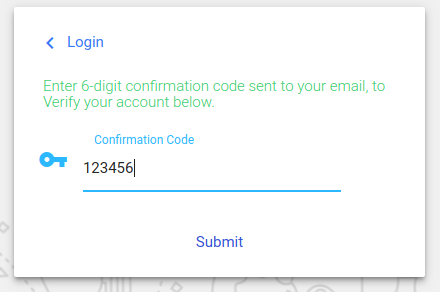 Login
Enter 6-digit confirmation code sent to your email, to
Verify your account below.
Confirmation Code
123456
Submit